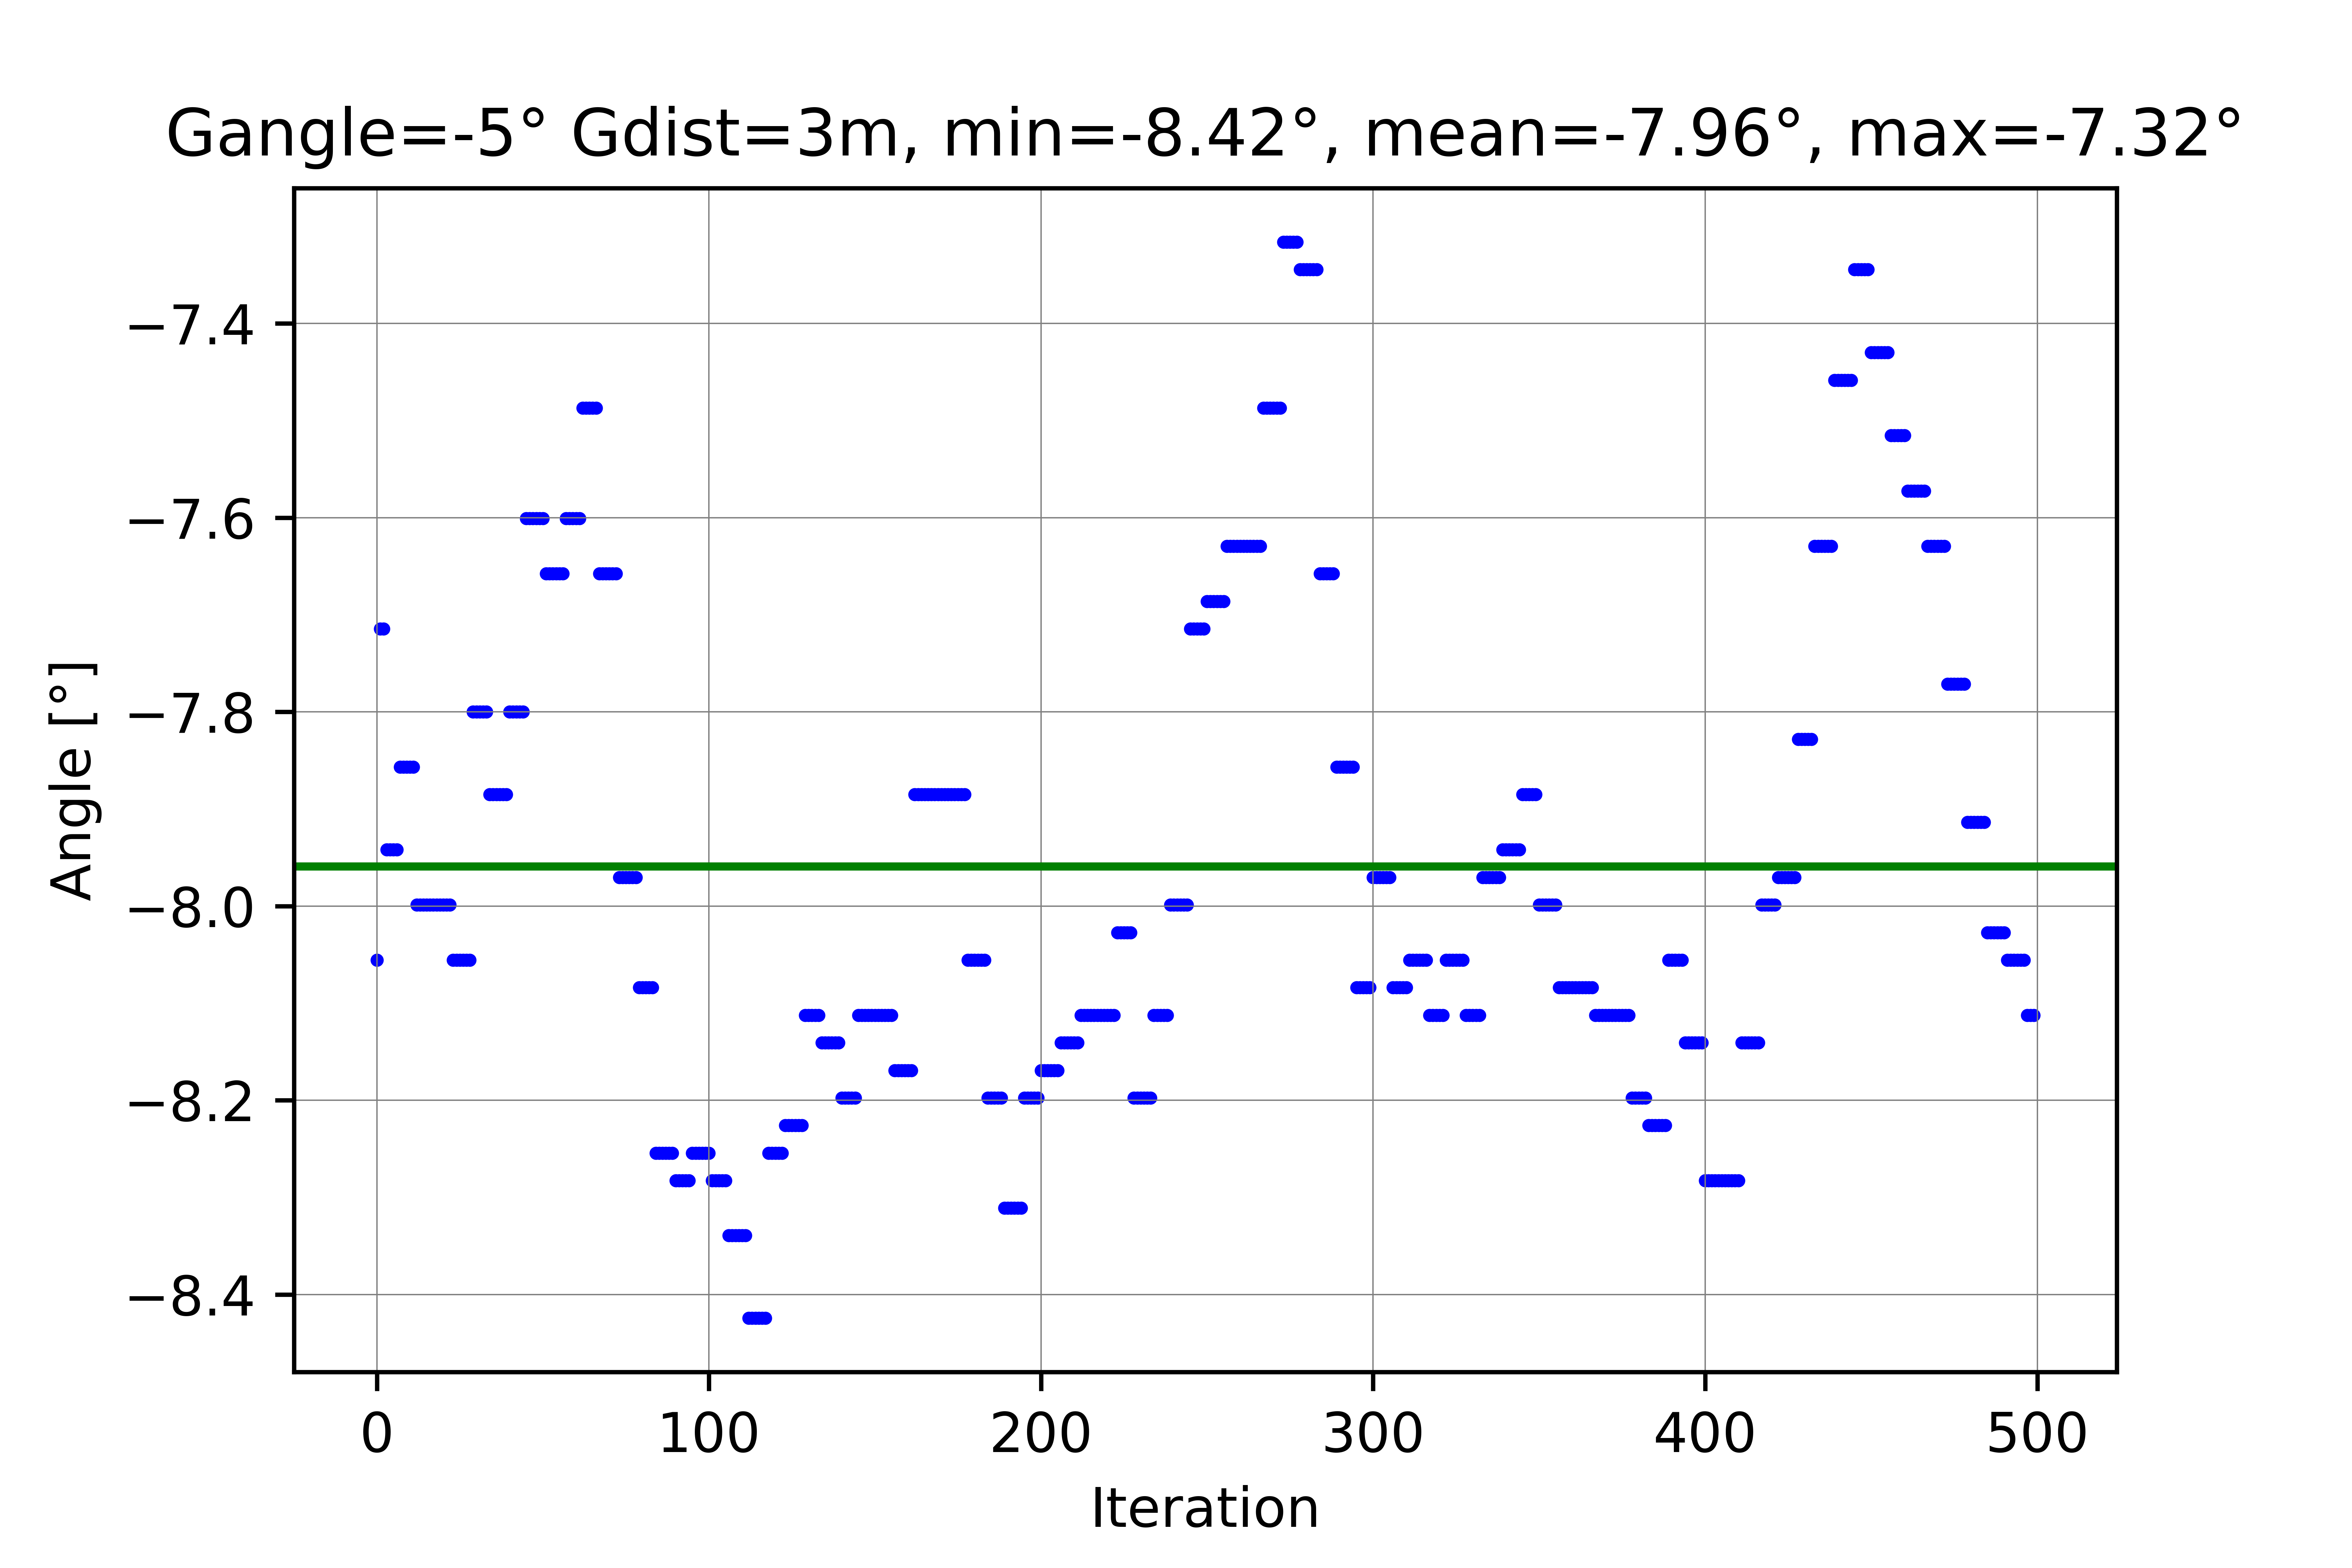 Gangle=-5° Gdist=3m, min=-8.42°, mean=-7.96°, max=-7.32°
Angle [°]
−7.4
−7.6
−7.8
−8.0
−8.2
−8.4
0 100 200 300 400 500
Iteration